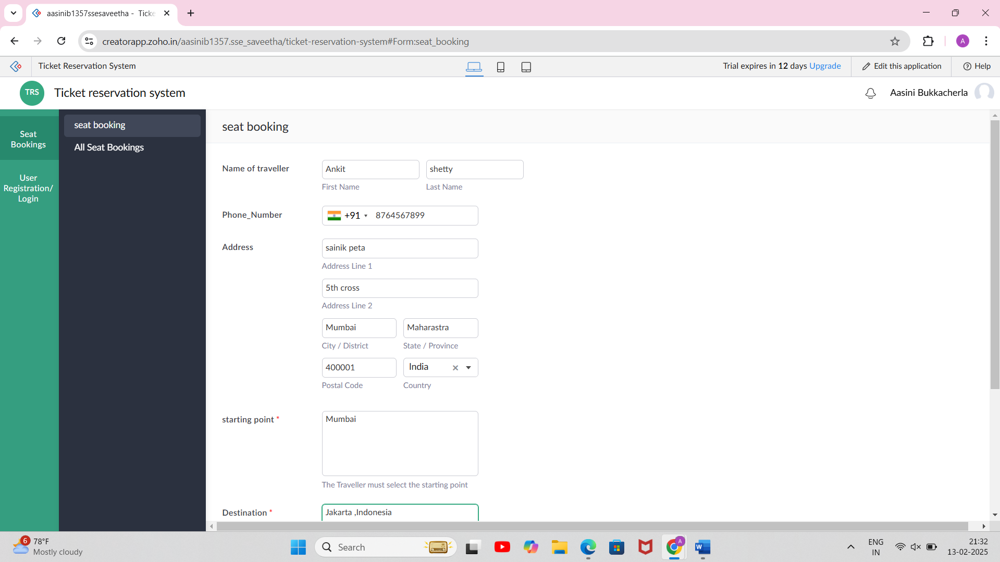 aasinib1357ssesaveetha - Ticke
creatorapp.zoho.in/aasinib1357.sse_saveetha/ticket-reservation-system#Form:seat_booking
A
Ticket Reservation System
Trial expires in 12 days Upgrade
Edit this application
Help
TRS
Ticket reservation system
Aasini Bukkacherla
Seat
Bookings
User
Registration/
Login
seat booking
All Seat Bookings
seat booking
Name of traveller
Ankit
shetty
First Name
Last Name
Phone_Number
+91
8764567899
Address
sainik peta
Address Line 1
5th cross
Address Line 2
Mumbai
Maharastra
City / District
State / Province
400001
India
Postal Code
Country
starting point *
Mumbai
The Traveller must select the starting point
Destination *
Jakarta ,Indonesia
6
78°F
Mostly cloudy
Search
A
W
ENG
IN
21:32
13-02-2025